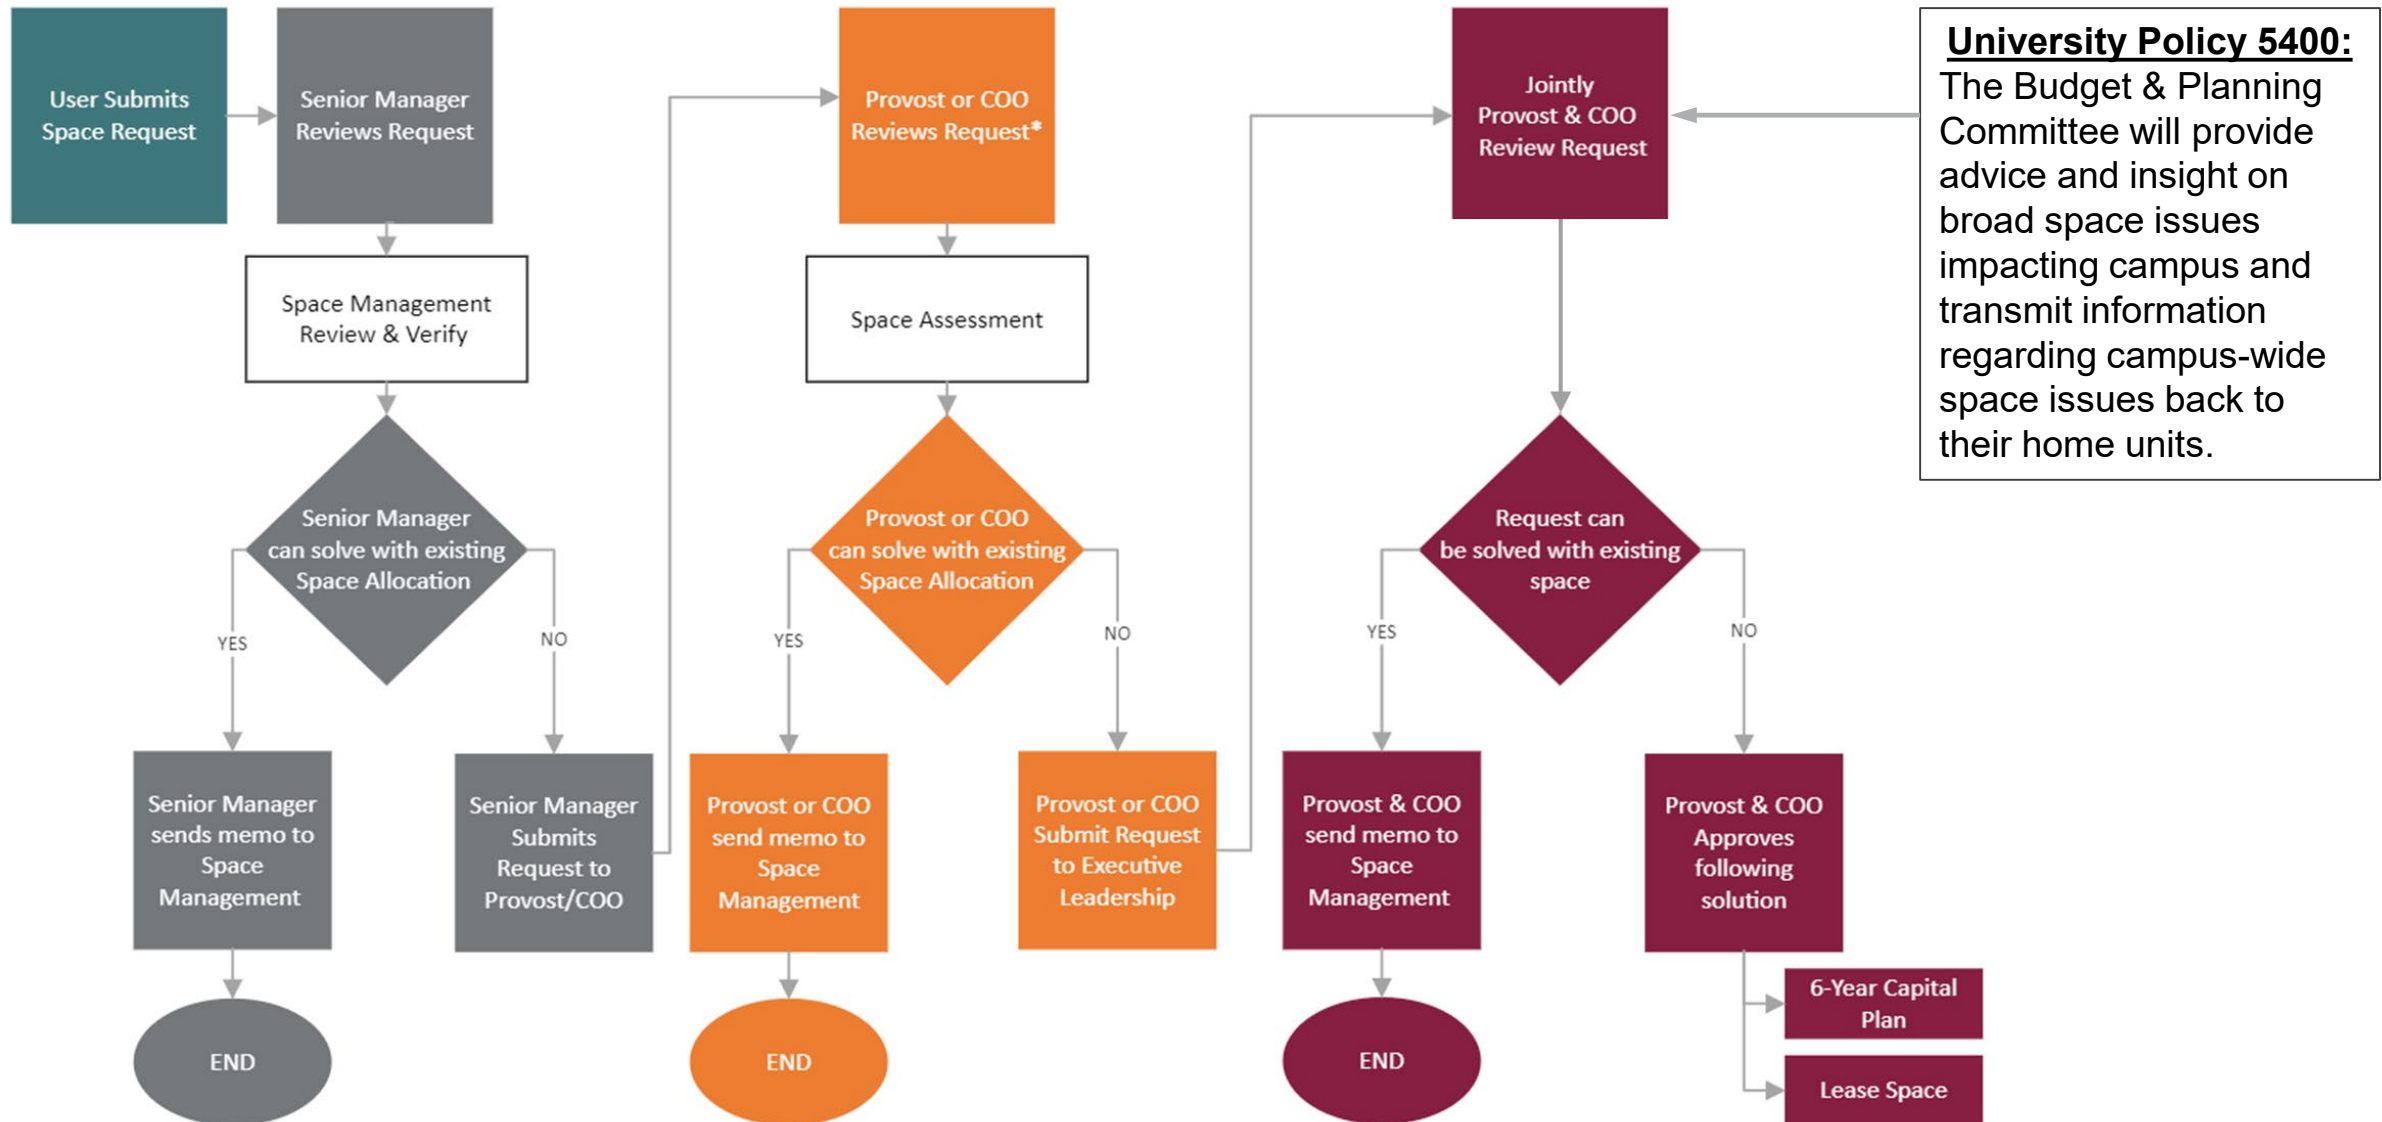 User Submits
Space Request
Senior Manager
Reviews Request
Space Management
Review & Verify
Senior Manager
can solve with existing
Space Allocation
YES
NO
Senior Manager
sends memo to
Space
Management
END
Senior Manager
Submits
Request to
Provost/COO
Provost or COO
Reviews Request*
Space Assessment
Provost or COO
can solve with existing
Space Allocation
YES
NO
Provost or COO
send memo to
Space
Management
END
Provost or COO
Submit Request
to Executive
Leadership
Jointly
Provost & COO
Review Request
Request can
be solved with existing
space
YES
NO
Provost & COO
send memo to
Space
Management
END
Provost & COO
Approves
following
solution
6-Year Capital
Plan
Lease Space
University Policy 5400:
The Budget & Planning
Committee will provide
advice and insight on
broad space issues
impacting campus and
transmit information
regarding campus-wide
space issues back to
their home units.